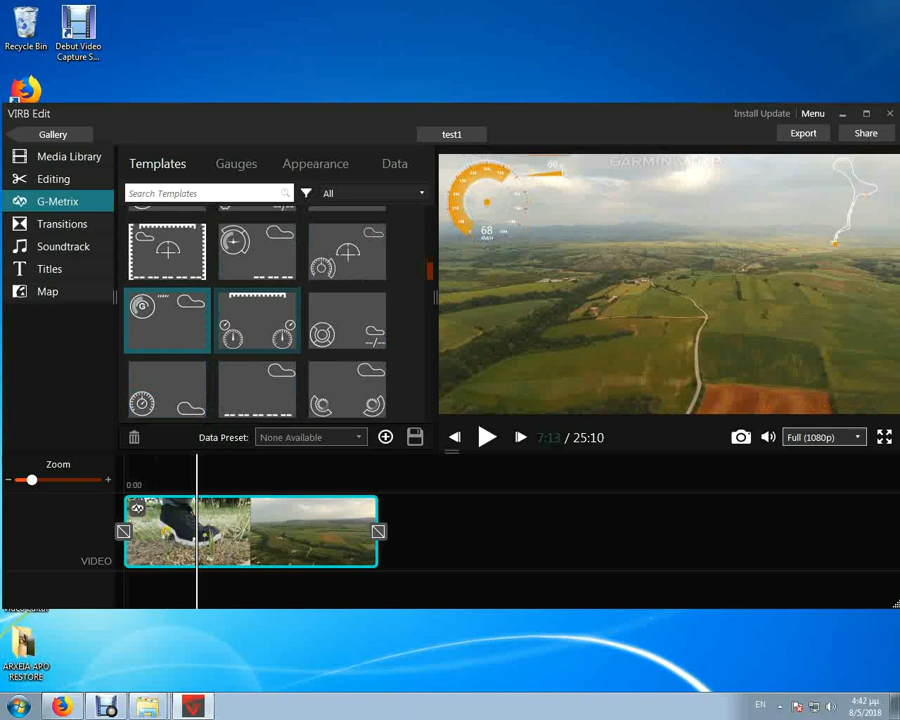 Recycle Bin
Debut Video
Capture S...
VIRB Edit
Install Update
Menu
Gallery
test1
Export
Share
Media Library
Editing
G-Metrix
Transitions
Soundtrack
Titles
Map
Templates
Gauges
Appearance
Data
Search Templates
All
G
--/--
GARMIN VIRB
60
68
KM/H
Data Preset:
None Available
7:13 / 25:10
Full (1080p)
Zoom
0:00
VIDEO
ARXEIA APO
RESTORE
EN
4:42 μμ
8/5/2018